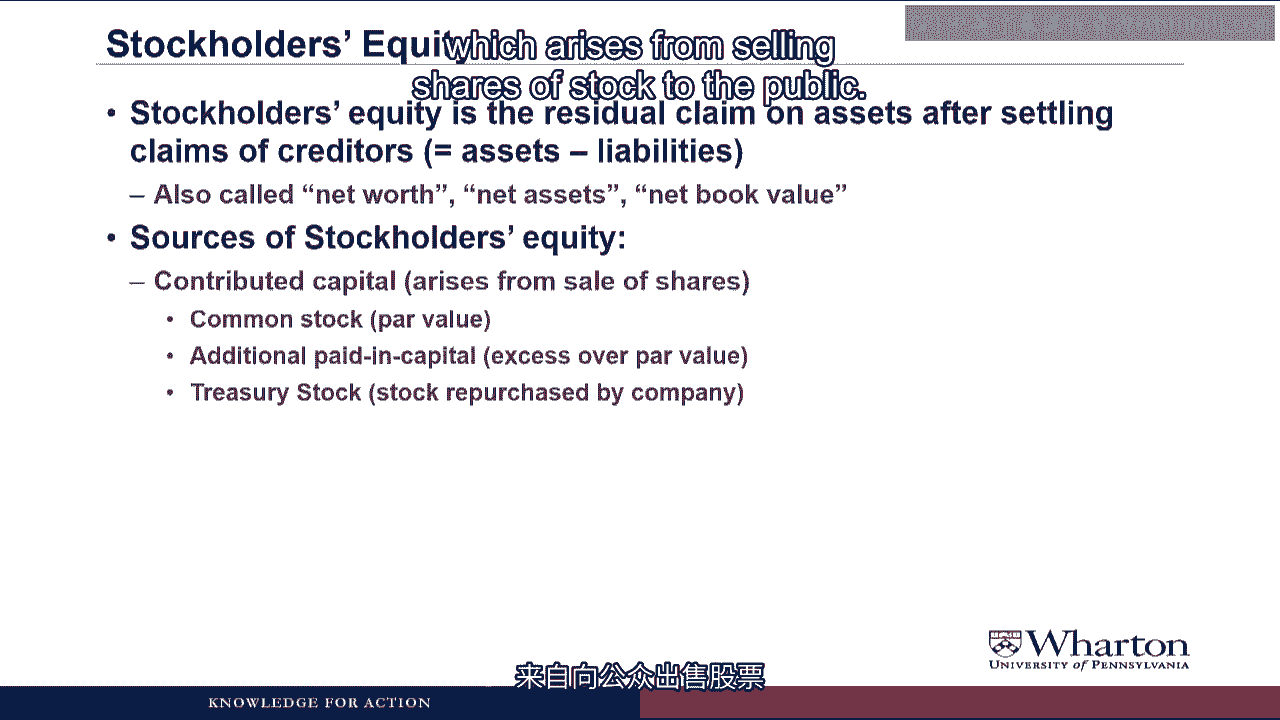 Stockholders’ Equity
which arises from selling
shares of stock to the public.
• Stockholders’ equity is the residual claim on assets after settling
claims of creditors (= assets – liabilities)
– Also called “net worth”, “net assets”, “net book value”
• Sources of Stockholders’ equity:
– Contributed capital (arises from sale of shares)
• Common stock (par value)
• Additional paid-in-capital (excess over par value)
• Treasury Stock (stock repurchased by company)
Wharton
UNIVERSITY of PENNSYLVANIA
来自向公众出售股票
KNOWLEDGE FOR ACTION